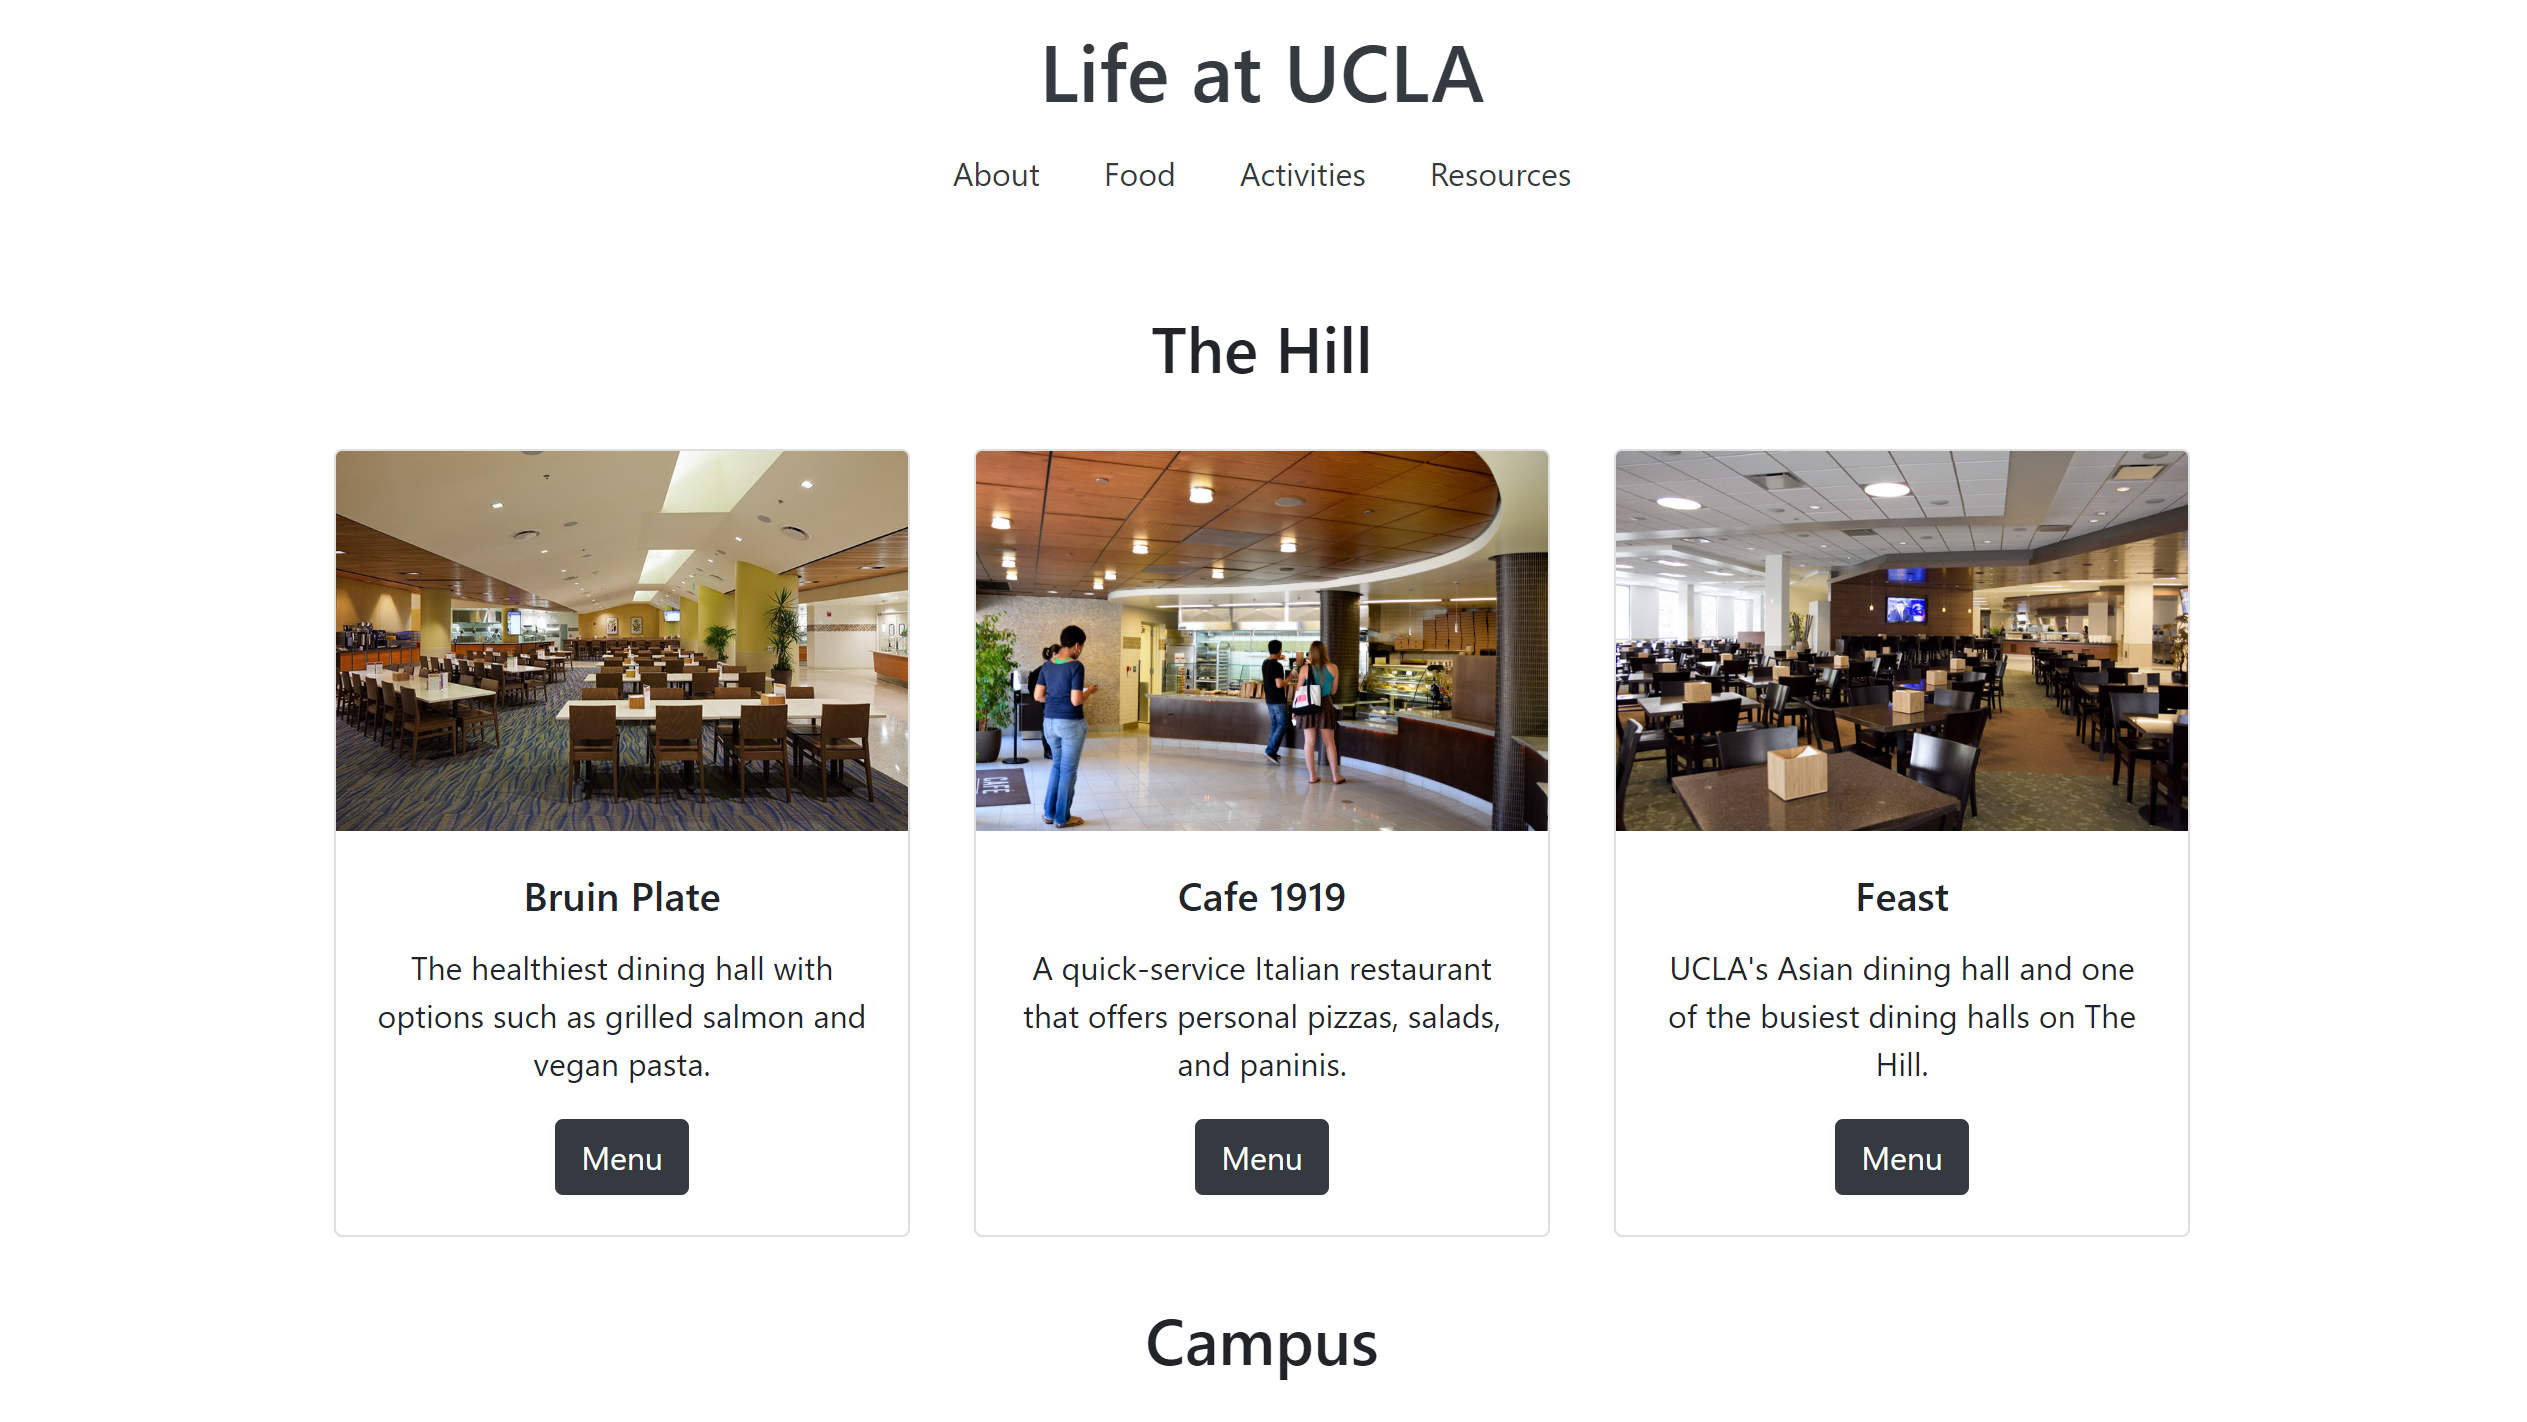 Life at UCLA
About Food Activities Resources
The Hill
CAFE
Bruin Plate
The healthiest dining hall with
options such as grilled salmon and
vegan pasta.
Menu
Cafe 1919
A quick-service Italian restaurant
that offers personal pizzas, salads,
and paninis.
Menu
Feast
UCLA's Asian dining hall and one
of the busiest dining halls on The
Hill.
Menu
Campus